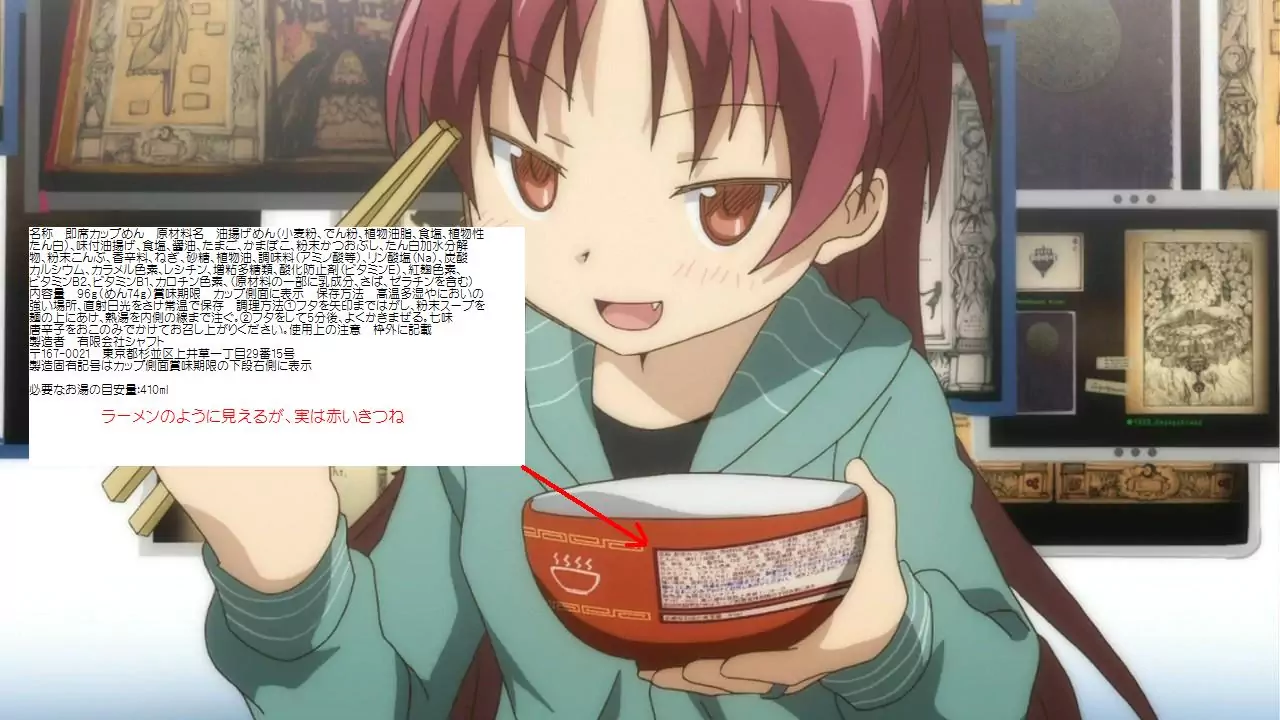 名称　即席カップめん　原材料名　油揚げめん(小麦粉、でん粉、植物油脂、食塩、植物性
たん白)、味付油揚げ、食塩、醤油、たまご、かまぼこ、粉末かつおぶし、たん白加水分解
物、粉末こんぶ、香辛料、ねぎ、砂糖、植物油、調味料(アミノ酸等)、リン酸塩(Na)、炭酸
カルシウム、カラメル色素、レシチン、増粘多糖類、酸化防止剤(ビタミンE)、紅麹色素、
ビタミンB2、ビタミンB1、カロチン色素、(原材料の一部に乳成分、さば、ゼラチンを含む)
内容量　96g(めん74g)賞味期限　カップ側面に表示　保存方法　高温多湿やにおいの
強い場所、直射日光をさけて保存　調理方法　①フタを点線まではがし、粉末スープを
麺の上にあけ、熱湯を内側の線まで注ぐ。②フタをして5分後、よくかきまぜる。七味
唐辛子をおこのみでかけてお召し上がりください。使用上の注意　枠外に記載
製造者　有限会社シャフト
〒167-0021　東京都杉並区上井草一丁目29番15号
製造固有記号はカップ側面賞味期限の下段右側に表示
必要なお湯の目安量:410ml
ラーメンのように見えるが、実は赤いきつね